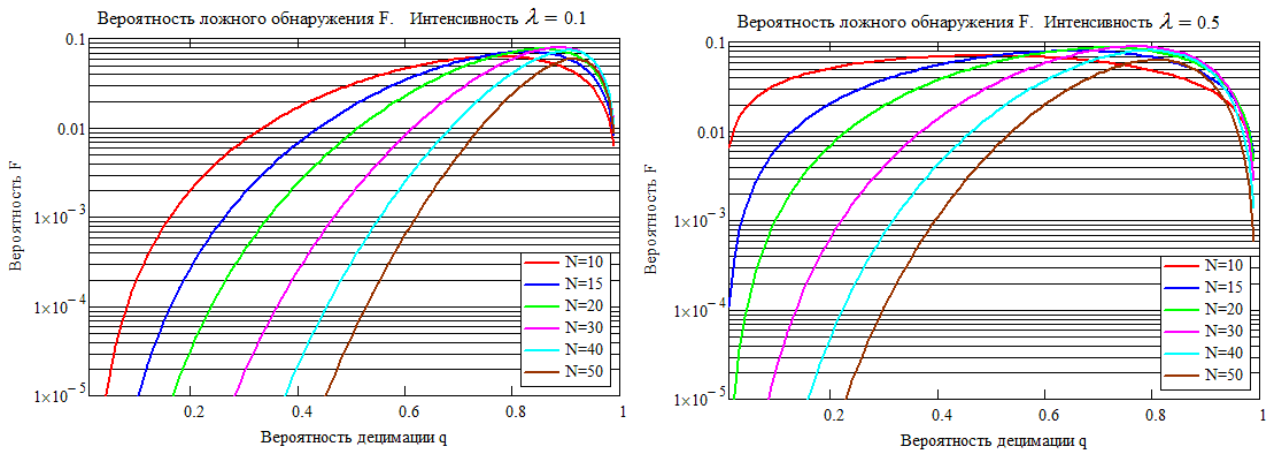 Вероятность ложного обнаружения F. Интенсивность λ = 0.1
Вероятность F
0.1
0.01
1×10⁻³
1×10⁻⁴
1×10⁻⁵
N=10
N=15
N=20
N=30
N=40
N=50
0.2 0.4 0.6 0.8 1
Вероятность децимации q
Вероятность ложного обнаружения F. Интенсивность λ = 0.5
Вероятность F
0.1
0.01
1×10⁻³
1×10⁻⁴
1×10⁻⁵
N=10
N=15
N=20
N=30
N=40
N=50
0.2 0.4 0.6 0.8 1
Вероятность децимации q